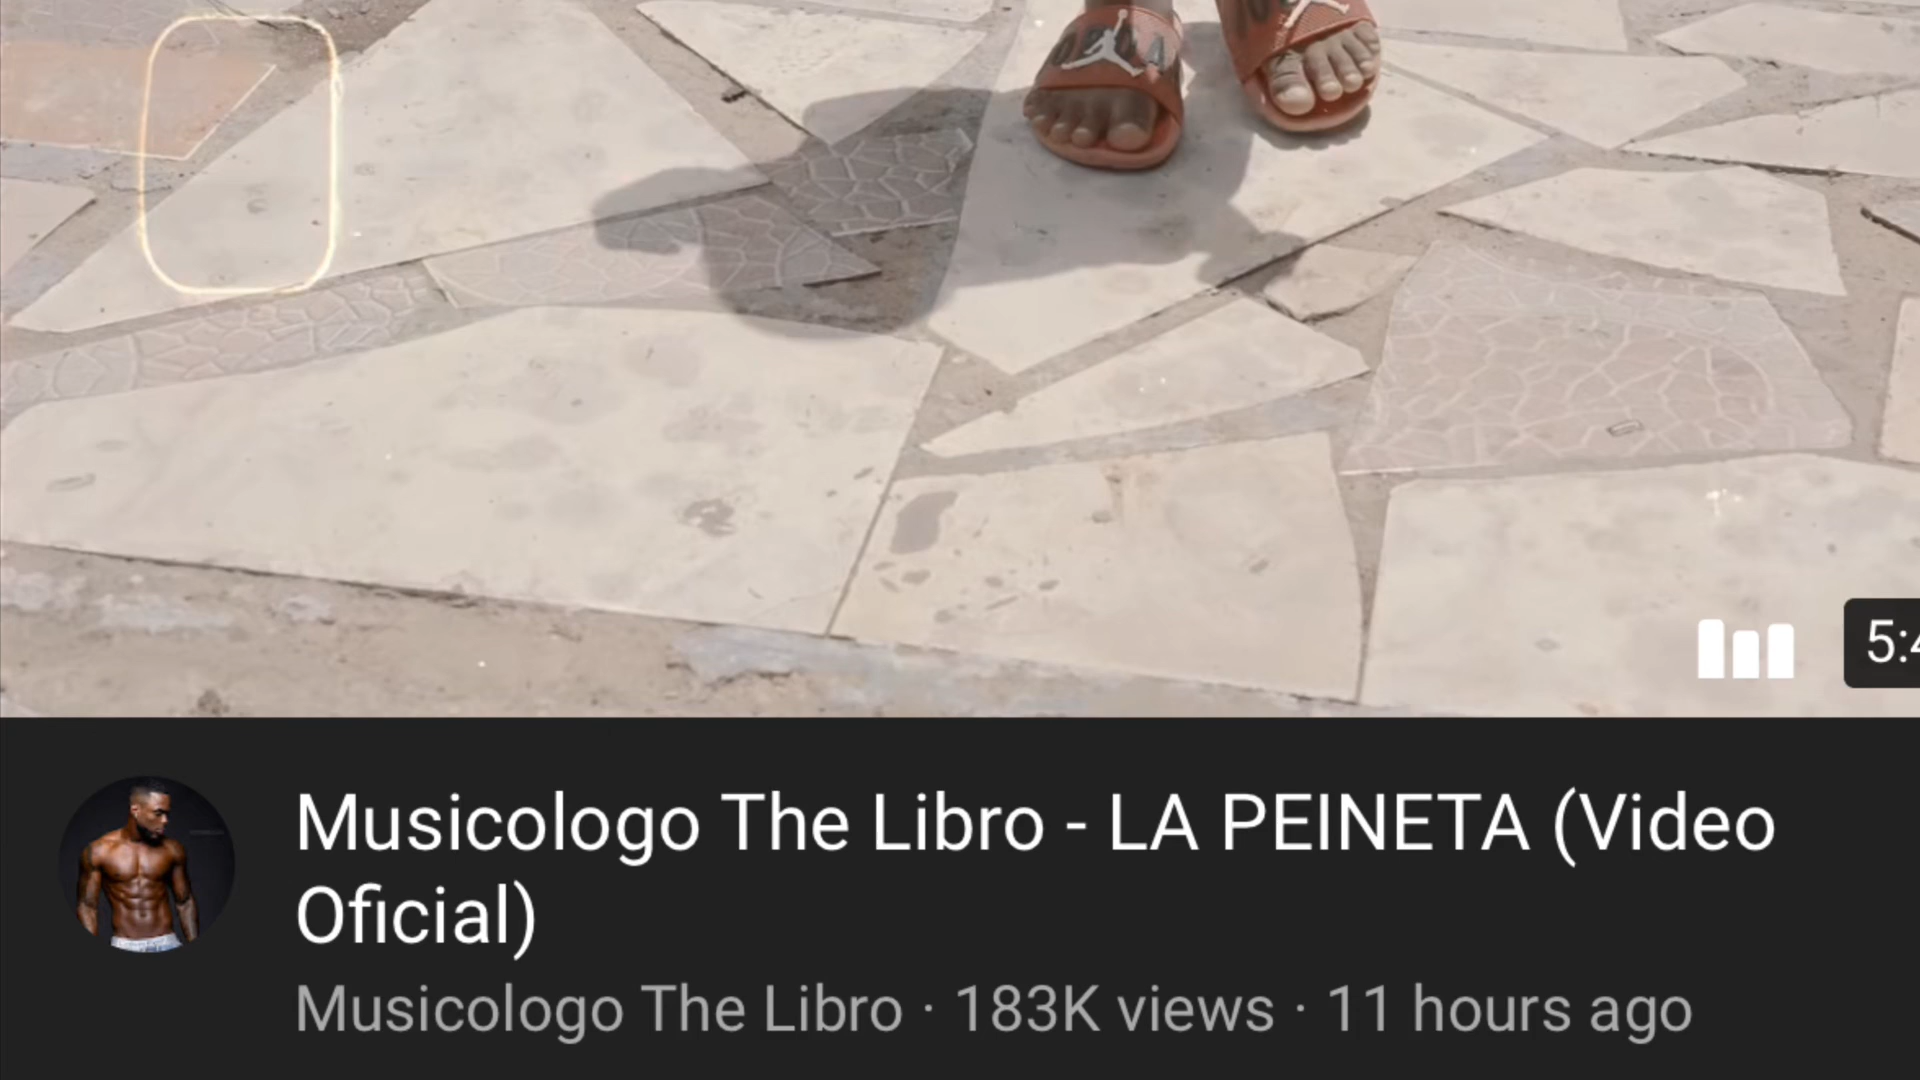 Musicologo The Libro - LA PEINETA (Video
Oficial)
Musicologo The Libro · 183K views · 11 hours ago